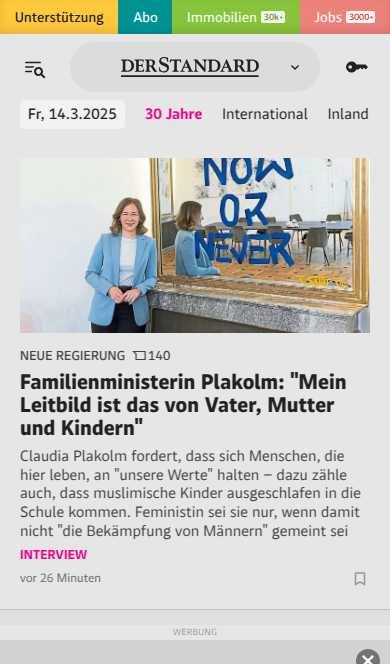 Unterstützung Abo Immobilien 30k+ Jobs 3000+
DERSTANDARD
Fr, 14.3.2025 30 Jahre International Inland
NOW
OR
NEVER
NEUE REGIERUNG 140
Familienministerin Plakolm: "Mein
Leitbild ist das von Vater, Mutter
und Kindern"
Claudia Plakolm fordert, dass sich Menschen, die
hier leben, an "unsere Werte" halten – dazu zähle
auch, dass muslimische Kinder ausgeschlafen in die
Schule kommen. Feministin sei sie nur, wenn damit
nicht "die Bekämpfung von Männern" gemeint sei
INTERVIEW
vor 26 Minuten
WERBUNG